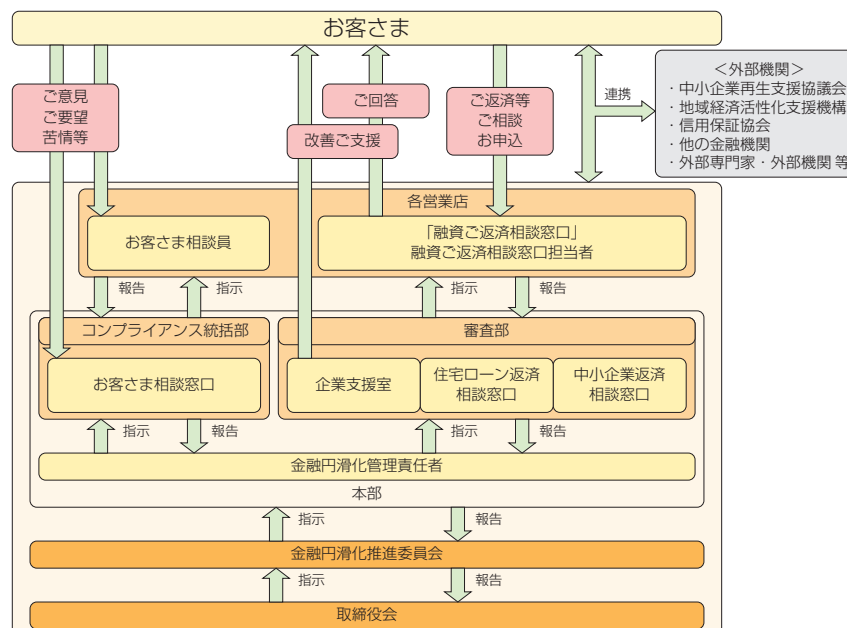 お客さま
ご意見
ご要望
苦情等
ご回答
改善ご支援
ご返済等
ご相談
お申込
連携
＜外部機関＞
・中小企業再生支援協議会
・地域経済活性化支援機構
・信用保証協会
・他の金融機関
・外部専門家・外部機関 等
各営業店
お客さま相談員
「融資ご返済相談窓口」
融資ご返済相談窓口担当者
報告
指示
指示
報告
コンプライアンス統括部
審査部
お客さま相談窓口
企業支援室
住宅ローン返済
相談窓口
中小企業返済
相談窓口
指示
報告
指示
報告
金融円滑化管理責任者
本部
指示
報告
金融円滑化推進委員会
指示
報告
取締役会